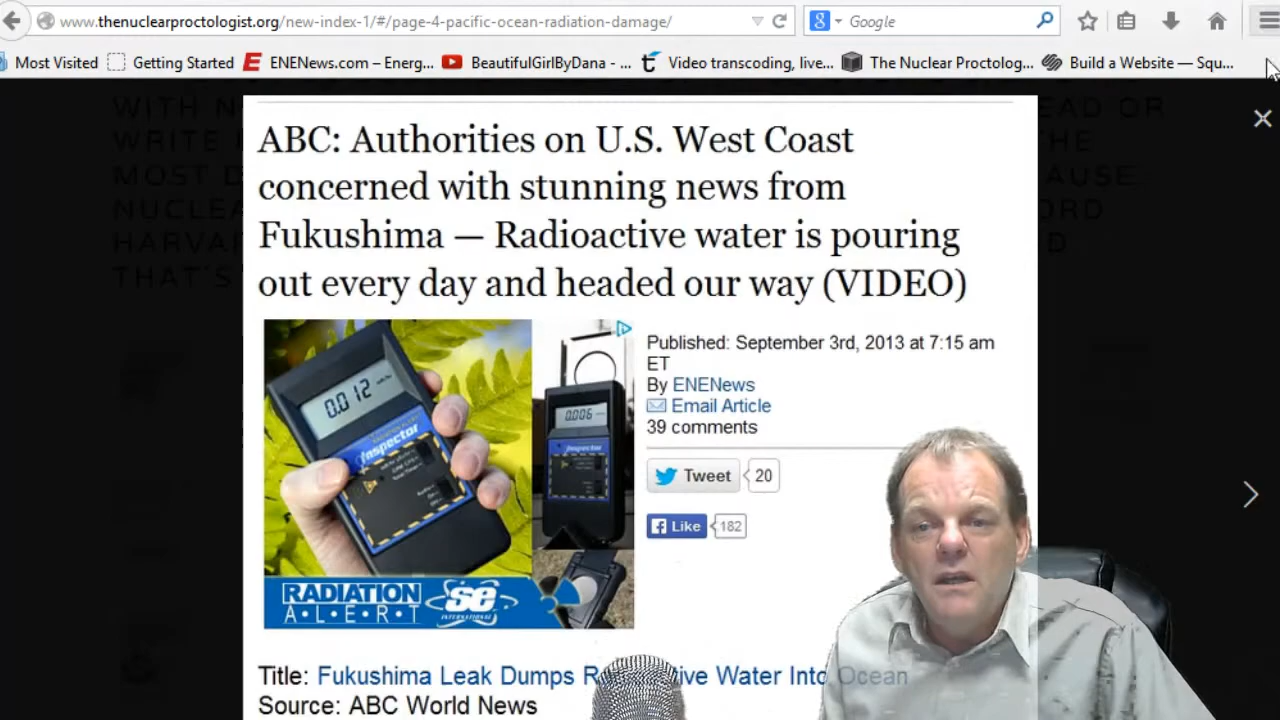 www.thenuclearproctologist.org/new-index-1/#/page-4-pacific-ocean-radiation-damage/
Google
Most Visited
Getting Started
ENENews.com – Energ...
BeautifulGirlByDana - ...
Video transcoding, live...
The Nuclear Proctolog...
Build a Website — Squ...
ABC: Authorities on U.S. West Coast
concerned with stunning news from
Fukushima — Radioactive water is pouring
out every day and headed our way (VIDEO)
0.012
0.006
Inspector
Inspector
RADIATION
A·L·E·R·T
se
INTERNATIONAL
Published: September 3rd, 2013 at 7:15 am
ET
By ENENews
Email Article
39 comments
Tweet 20
Like 182
Title: Fukushima Leak Dumps Water Into Ocean
Source: ABC World News